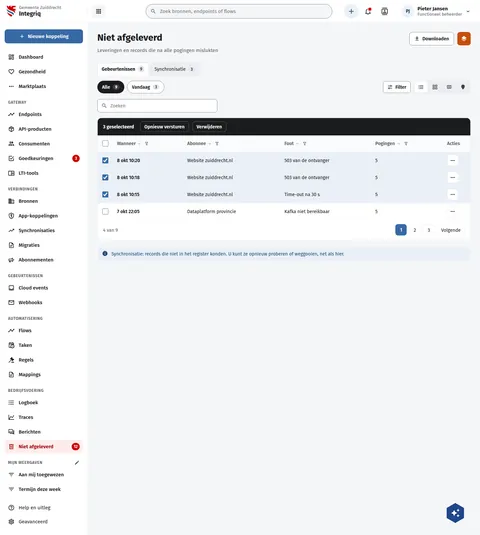 Gemeente Zuiddrecht
Integriq
Zoek bronnen, endpoints of flows
PJ
Pieter Jansen
Functioneel beheerder
+ Nieuwe koppeling
Dashboard
Gezondheid
Marktplaats
GATEWAY
Endpoints
API-producten
Consumenten
Goedkeuringen
LTI-tools
VERBINDINGEN
Bronnen
App-koppelingen
Synchronisaties
Migraties
Abonnementen
GEBEURTENISSEN
Cloud events
Webhooks
AUTOMATISERING
Flows
Taken
Regels
Mappings
BEDRIJFSVOERING
Logboek
Traces
Berichten
Niet afgeleverd
12
MIJN WEERGAVEN
Aan mij toegewezen
Termijn deze week
Help en uitleg
Geavanceerd
Niet afgeleverd
Leveringen en records die na alle pogingen mislukten
Downloaden
Gebeurtenissen
Synchronisatie
Alle
Vandaag
Filter
Zoeken
3 geselecteerd Opnieuw versturen Verwijderen
Wanneer Abonnee Fout Pogingen Acties
8 okt 10:20 Website zuiddrecht.nl 503 van de ontvanger 5
8 okt 10:18 Website zuiddrecht.nl 503 van de ontvanger 5
8 okt 10:15 Website zuiddrecht.nl Time-out na 30 s 5
7 okt 22:05 Dataplatform provincie Kafka niet bereikbaar 5
4 van 9
1 2 3 Volgende
Synchronisatie: records die niet in het register konden. U kunt ze opnieuw proberen of weggooien, net als hier.